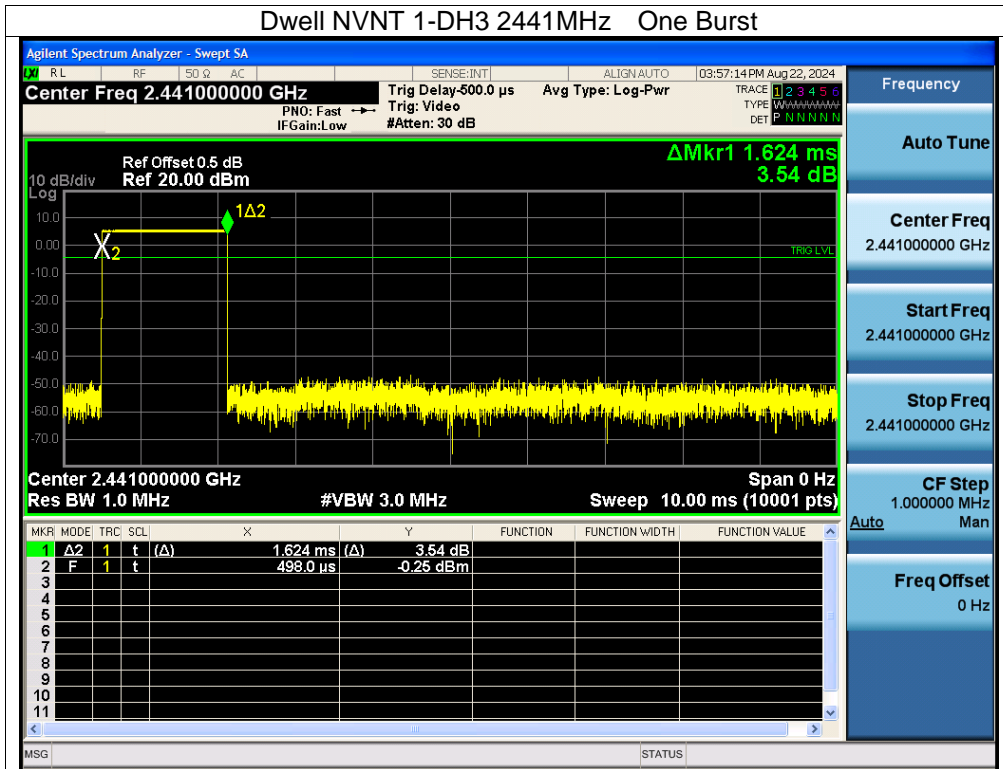 Dwell NVNT 1-DH3 2441MHz One Burst
Agilent Spectrum Analyzer - Swept SA
LXI RL RF 50 Ω AC SENSE:INT ALIGN AUTO 03:57:14 PM Aug 22, 2024
Center Freq 2.441000000 GHz
PNO: Fast
IFGain:Low
Trig Delay-500.0 µs
Trig: Video
#Atten: 30 dB
Avg Type: Log-Pwr
TRACE 1 2 3 4 5 6
TYPE WWWWWWWW
DET P N N N N N
Ref Offset 0.5 dB
Ref 20.00 dBm
10 dB/div
Log
ΔMkr1 1.624 ms
3.54 dB
10.0
0.00
-10.0
-20.0
-30.0
-40.0
-50.0
-60.0
-70.0
1Δ2
X2
TRIG LVL
Center 2.441000000 GHz Span 0 Hz
Res BW 1.0 MHz #VBW 3.0 MHz Sweep 10.00 ms (10001 pts)
MKR MODE TRC SCL X Y FUNCTION FUNCTION WIDTH FUNCTION VALUE
1 Δ2 1 t (Δ) 1.624 ms (Δ) 3.54 dB
2 F 1 t 498.0 µs -0.25 dBm
3
4
5
6
7
8
9
10
11
MSG STATUS
Frequency
Auto Tune
Center Freq
2.441000000 GHz
Start Freq
2.441000000 GHz
Stop Freq
2.441000000 GHz
CF Step
1.000000 MHz
Auto Man
Freq Offset
0 Hz